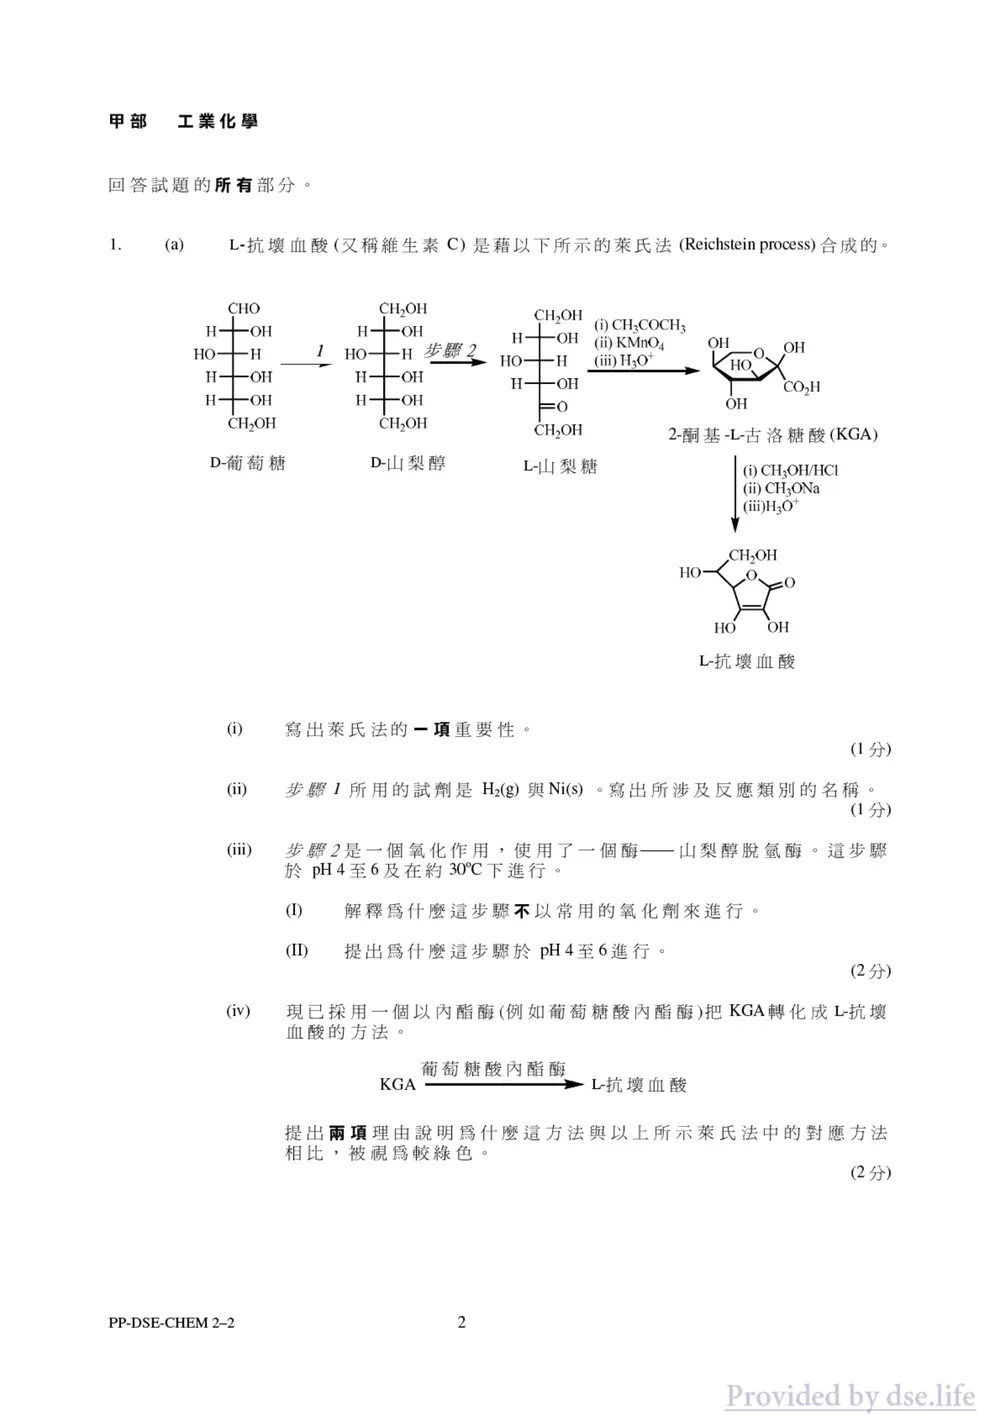 甲部 工業化學
回答試題的所有部分。
1. (a) L-抗壞血酸 (又稱維生素 C) 是藉以下所示的萊氏法 (Reichstein process) 合成的。
CHO
H OH
HO H
H OH
H OH
CH₂OH
D-葡萄糖
1
CH₂OH
H OH
HO H
H OH
H OH
CH₂OH
D-山梨醇
步驟 2
CH₂OH
H OH
HO H
H OH
O
CH₂OH
L-山梨糖
(i) CH₃COCH₃
(ii) KMnO₄
(iii) H₃O⁺
OH O OH
HO
CO₂H
OH
2-酮基-L-古洛糖酸 (KGA)
(i) CH₃OH/HCl
(ii) CH₃ONa
(iii)H₃O⁺
CH₂OH
HO O O
HO OH
L-抗壞血酸
(i) 寫出萊氏法的一項重要性。
(1 分)
(ii) 步驟 1 所用的試劑是 H₂(g) 與 Ni(s) 。寫出所涉及反應類別的名稱。
(1 分)
(iii) 步驟 2 是一個氧化作用，使用了一個酶——山梨醇脫氫酶。這步驟
於 pH 4 至 6 及在約 30°C 下進行。
(I) 解釋爲什麼這步驟不以常用的氧化劑來進行。
(II) 提出爲什麼這步驟於 pH 4 至 6 進行。
(2 分)
(iv) 現已採用一個以內酯酶 (例如葡萄糖酸內酯酶) 把 KGA 轉化成 L-抗壞
血酸的方法。
葡萄糖酸內酯酶
KGA L-抗壞血酸
提出兩項理由說明爲什麼這方法與以上所示萊氏法中的對應方法
相比，被視爲較綠色。
(2 分)
PP-DSE-CHEM 2–2 2
Provided by dse.life